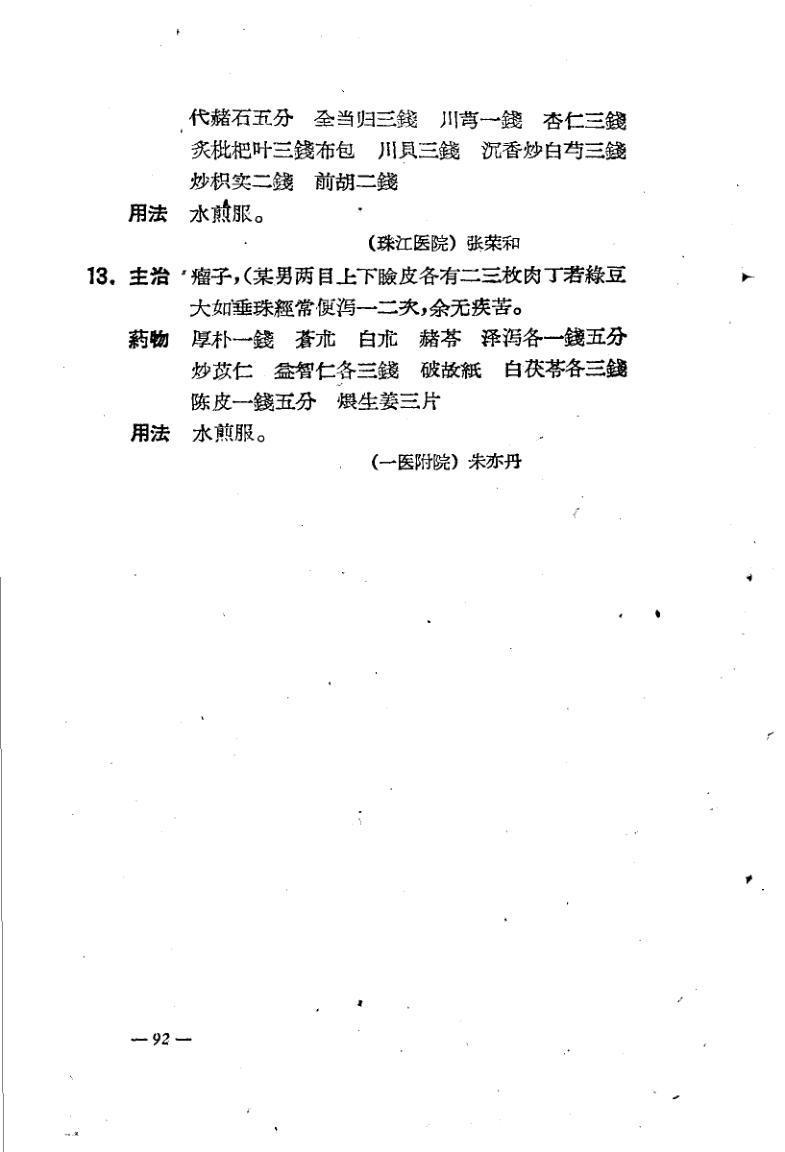 代赭石五分　全当归三錢　川芎一錢　杏仁三錢
炙枇杷叶三錢布包　川貝三錢　沉香炒白芍三錢
炒枳实二錢　前胡二錢
用法　水煎服。
(珠江医院) 张荣和
13. 主治　瘤子,(某男两目上下瞼皮各有二三枚肉丁若綠豆
大如垂珠經常便泻一二次,余无疾苦。
葯物　厚朴一錢　蒼朮　白朮　赭苓　泽泻各一錢五分
炒苡仁　益智仁各三錢　破故紙　白茯苓各三錢
陈皮一錢五分　煨生姜三片
用法　水煎服。
(一医附院) 朱亦丹
— 92 —